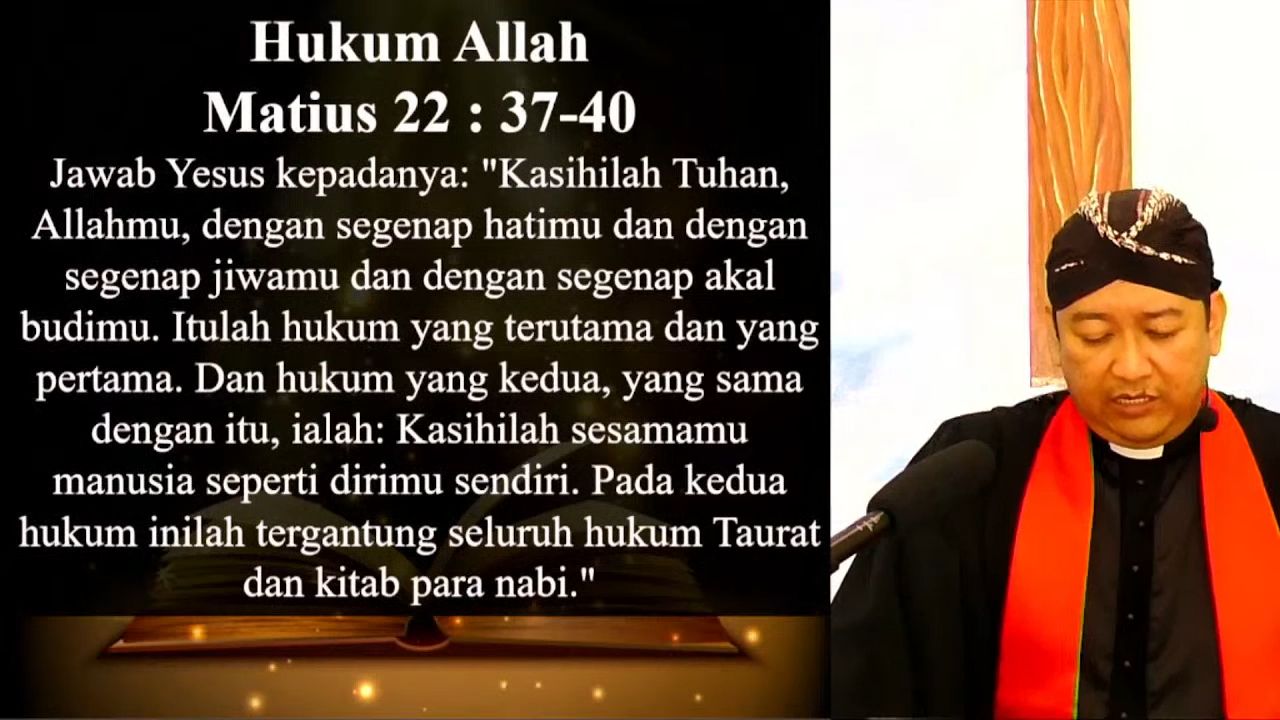 Hukum Allah
Matius 22 : 37-40
Jawab Yesus kepadanya: "Kasihilah Tuhan,
Allahmu, dengan segenap hatimu dan dengan
segenap jiwamu dan dengan segenap akal
budimu. Itulah hukum yang terutama dan yang
pertama. Dan hukum yang kedua, yang sama
dengan itu, ialah: Kasihilah sesamamu
manusia seperti dirimu sendiri. Pada kedua
hukum inilah tergantung seluruh hukum Taurat
dan kitab para nabi."